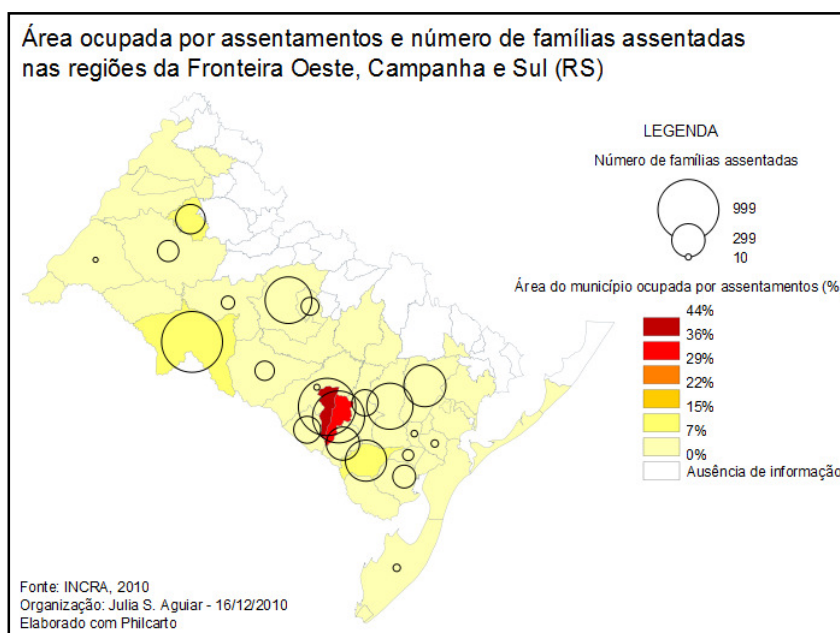 Área ocupada por assentamentos e número de famílias assentadas
nas regiões da Fronteira Oeste, Campanha e Sul (RS)
LEGENDA
Número de famílias assentadas
999
299
10
Área do município ocupada por assentamentos (%
44%
36%
29%
22%
15%
7%
0%
Ausência de informação
Fonte: INCRA, 2010
Organização: Julia S. Aguiar - 16/12/2010
Elaborado com Philcarto